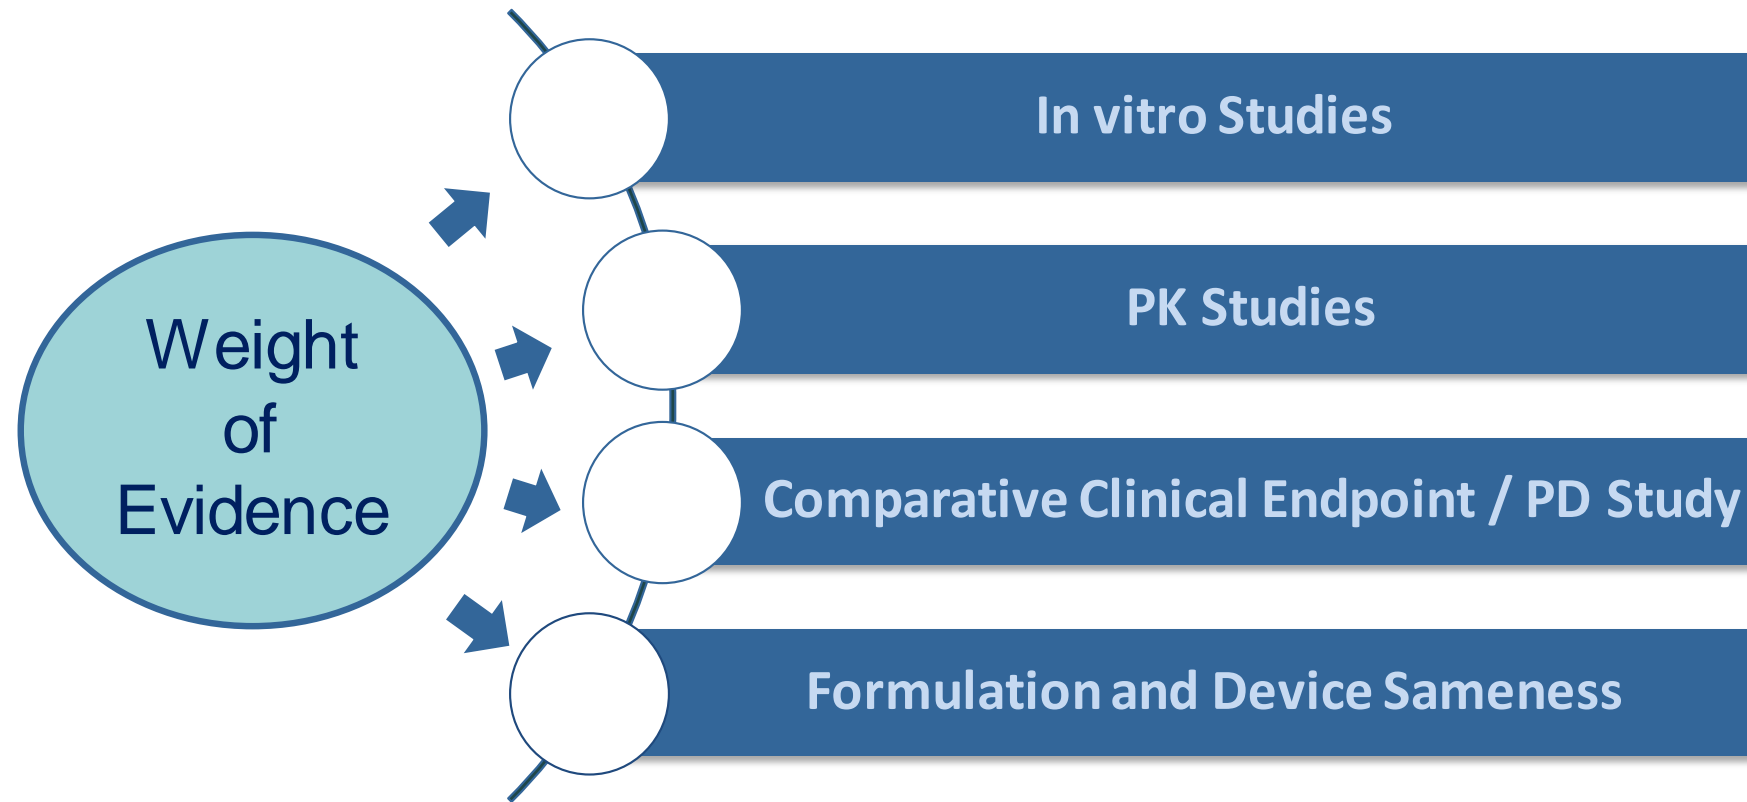 Weight
of
Evidence
In vitro Studies
PK Studies
Comparative Clinical Endpoint / PD Study
Formulation and Device Sameness